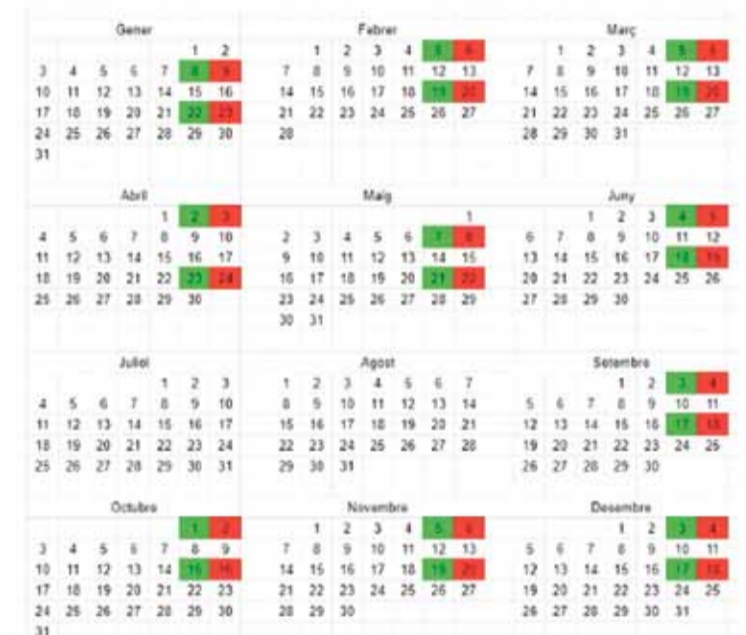 Gener
1 2
3 4 5 6 7 8 9
10 11 12 13 14 15 16
17 18 19 20 21 22 23
24 25 26 27 28 29 30
31
Febrer
1 2 3 4 5 6
7 8 9 10 11 12 13
14 15 16 17 18 19 20
21 22 23 24 25 26 27
28
Març
1 2 3 4 5 6
7 8 9 10 11 12 13
14 15 16 17 18 19 20
21 22 23 24 25 26 27
28 29 30 31
Abril
1 2 3
4 5 6 7 8 9 10
11 12 13 14 15 16 17
18 19 20 21 22 23 24
25 26 27 28 29 30
Maig
1
2 3 4 5 6 7 8
9 10 11 12 13 14 15
16 17 18 19 20 21 22
23 24 25 26 27 28 29
30 31
Juny
1 2 3 4 5
6 7 8 9 10 11 12
13 14 15 16 17 18 19
20 21 22 23 24 25 26
27 28 29 30
Juliol
1 2 3
4 5 6 7 8 9 10
11 12 13 14 15 16 17
18 19 20 21 22 23 24
25 26 27 28 29 30 31
Agost
1 2 3 4 5 6 7
8 9 10 11 12 13 14
15 16 17 18 19 20 21
22 23 24 25 26 27 28
29 30 31
Setembre
1 2 3 4
5 6 7 8 9 10 11
12 13 14 15 16 17 18
19 20 21 22 23 24 25
26 27 28 29 30
Octubre
1 2
3 4 5 6 7 8 9
10 11 12 13 14 15 16
17 18 19 20 21 22 23
24 25 26 27 28 29 30
31
Novembre
1 2 3 4 5 6
7 8 9 10 11 12 13
14 15 16 17 18 19 20
21 22 23 24 25 26 27
28 29 30
Desembre
1 2 3 4
5 6 7 8 9 10 11
12 13 14 15 16 17 18
19 20 21 22 23 24 25
26 27 28 29 30 31